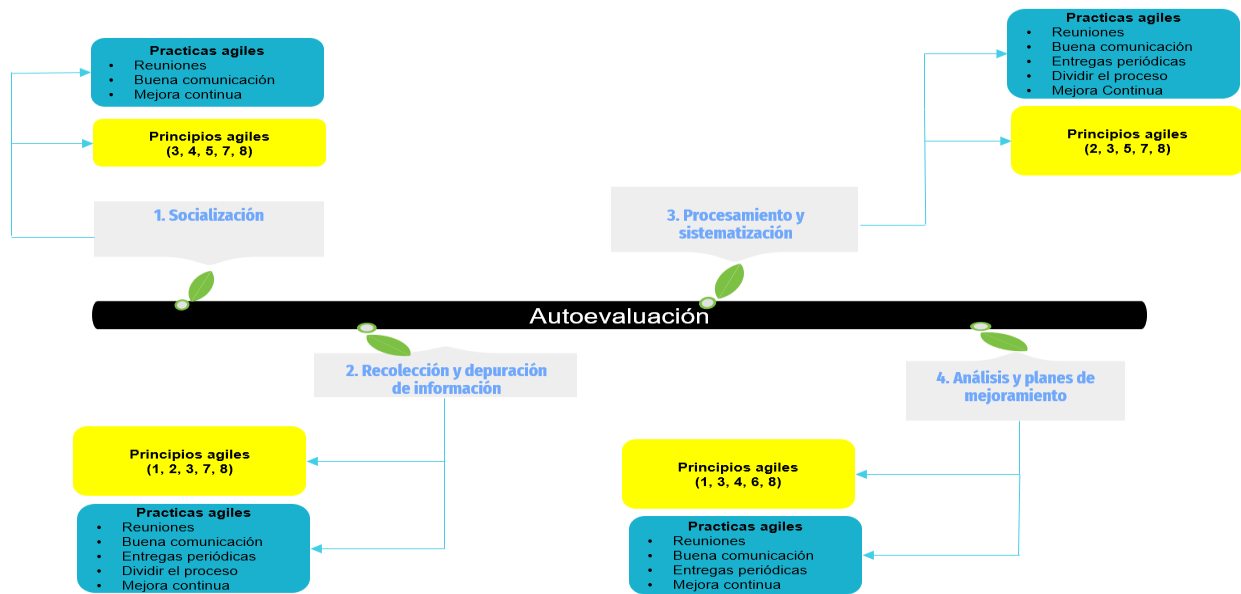 Practicas agiles
• Reuniones
• Buena comunicación
• Mejora continua
Principios agiles
(3, 4, 5, 7, 8)
1. Socialización
Practicas agiles
• Reuniones
• Buena comunicación
• Entregas periódicas
• Dividir el proceso
• Mejora Continua
Principios agiles
(2, 3, 5, 7, 8)
3. Procesamiento y
sistematización
Autoevaluación
2. Recolección y depuración
de información
Principios agiles
(1, 2, 3, 7, 8)
Practicas agiles
• Reuniones
• Buena comunicación
• Entregas periódicas
• Dividir el proceso
• Mejora continua
4. Análisis y planes de
mejoramiento
Principios agiles
(1, 3, 4, 6, 8)
Practicas agiles
• Reuniones
• Buena comunicación
• Entregas periódicas
• Mejora continua